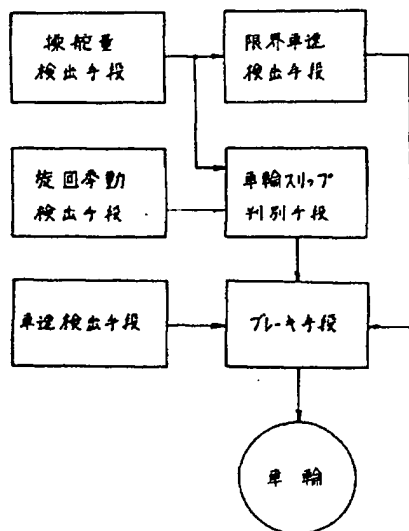 操舵量
検出手段
限界車速
検出手段
旋回挙動
検出手段
車輪スリップ
判別手段
車速検出手段
ブレーキ手段
車輪